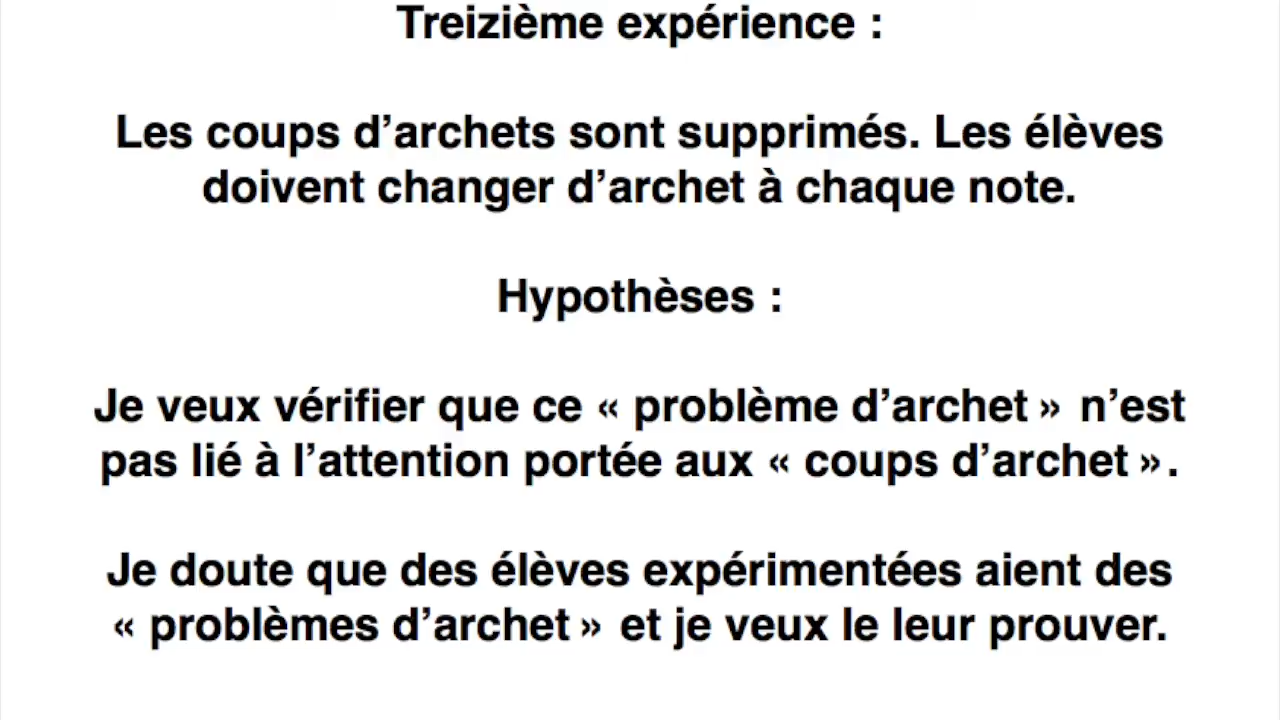 Treizième expérience :
Les coups d’archets sont supprimés. Les élèves
doivent changer d’archet à chaque note.
Hypothèses :
Je veux vérifier que ce « problème d’archet » n’est
pas lié à l’attention portée aux « coups d’archet ».
Je doute que des élèves expérimentées aient des
« problèmes d’archet » et je veux le leur prouver.